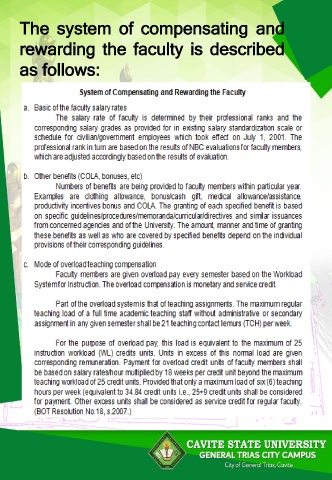 The system of compensating and
rewarding the faculty is described
as follows:
System of Compensating and Rewarding the Faculty
a. Basic of the faculty salary rates
The salary rate of faculty is determined by their professional ranks and the
corresponding salary grades as provided for in existing salary standardization scale or
schedule for civilian/government employees which took effect on July 1, 2001. The
professional rank in turn are based on the results of NBC evaluations for faculty members,
which are adjusted accordingly based on the results of evaluation.
b. Other benefits (COLA, bonuses, etc)
Numbers of benefits are being provided to faculty members within particular year.
Examples are clothing allowance, bonus/cash gift, medical allowance/assistance,
productivity incentives bonus and COLA. The granting of each specified benefit is based
on specific guidelines/procedures/memoranda/curricular/directives and similar issuances
from concerned agencies and of the University. The amount, manner and time of granting
these benefits as well as who are covered by specified benefits depend on the individual
provisions of their corresponding guidelines.
c. Mode of overload teaching compensation
Faculty members are given overload pay every semester based on the Workload
System for Instruction. The overload compensation is monetary and service credit.
Part of the overload system is that of teaching assignments. The maximum regular
teaching load of a full time academic teaching staff without administrative or secondary
assignment in any given semester shall be 21 teaching contact hours (TCH) per week.
For the purpose of overload pay, this load is equivalent to the maximum of 25
instruction workload (WL) credits units. Units in excess of this normal load are given
corresponding remuneration. Payment for overload credit units of faculty members shall
be based on salary rates/hour multiplied by 18 weeks per credit unit beyond the maximum
teaching workload of 25 credit units. Provided that only a maximum load of six (6) teaching
hours per week (equivalent to 34.84 credit units i.e., 25+9 credit units shall be considered
for payment. Other excess units shall be considered as service credit for regular faculty.
(BOT Resolution No.18, s.2007.)
CAVITE STATE UNIVERSITY
GENERAL TRIAS CITY CAMPUS
City of General Trias, Cavite